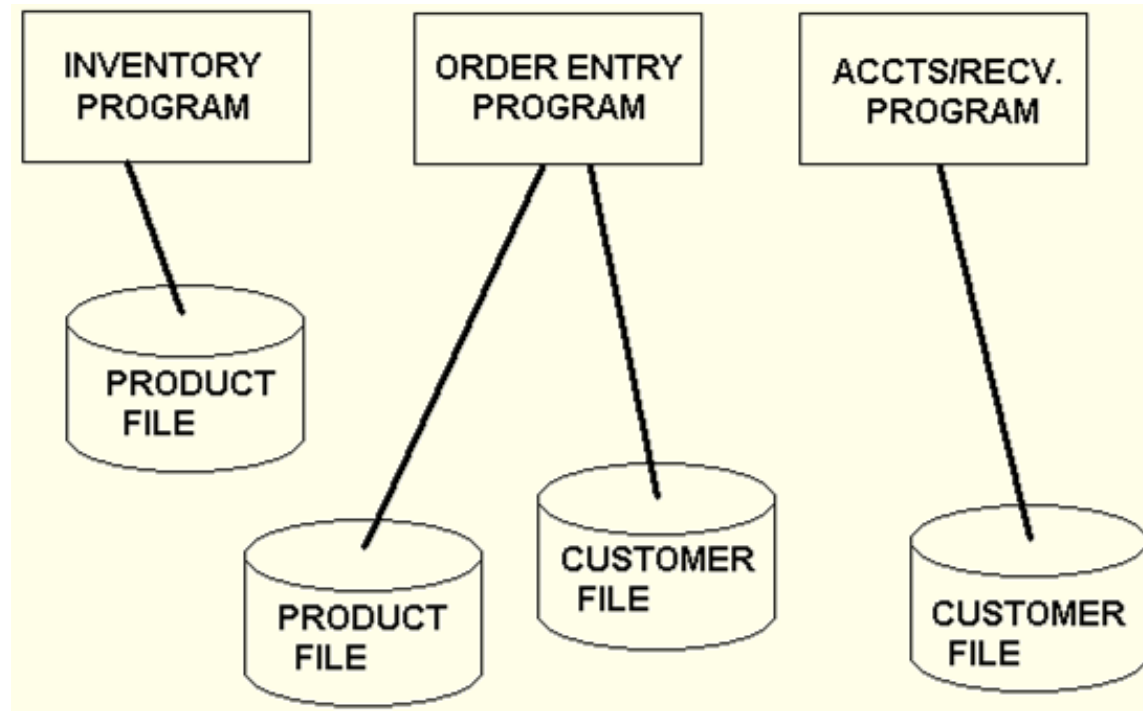 INVENTORY
PROGRAM
ORDER ENTRY
PROGRAM
ACCTS/RECV.
PROGRAM
PRODUCT
FILE
PRODUCT
FILE
CUSTOMER
FILE
CUSTOMER
FILE